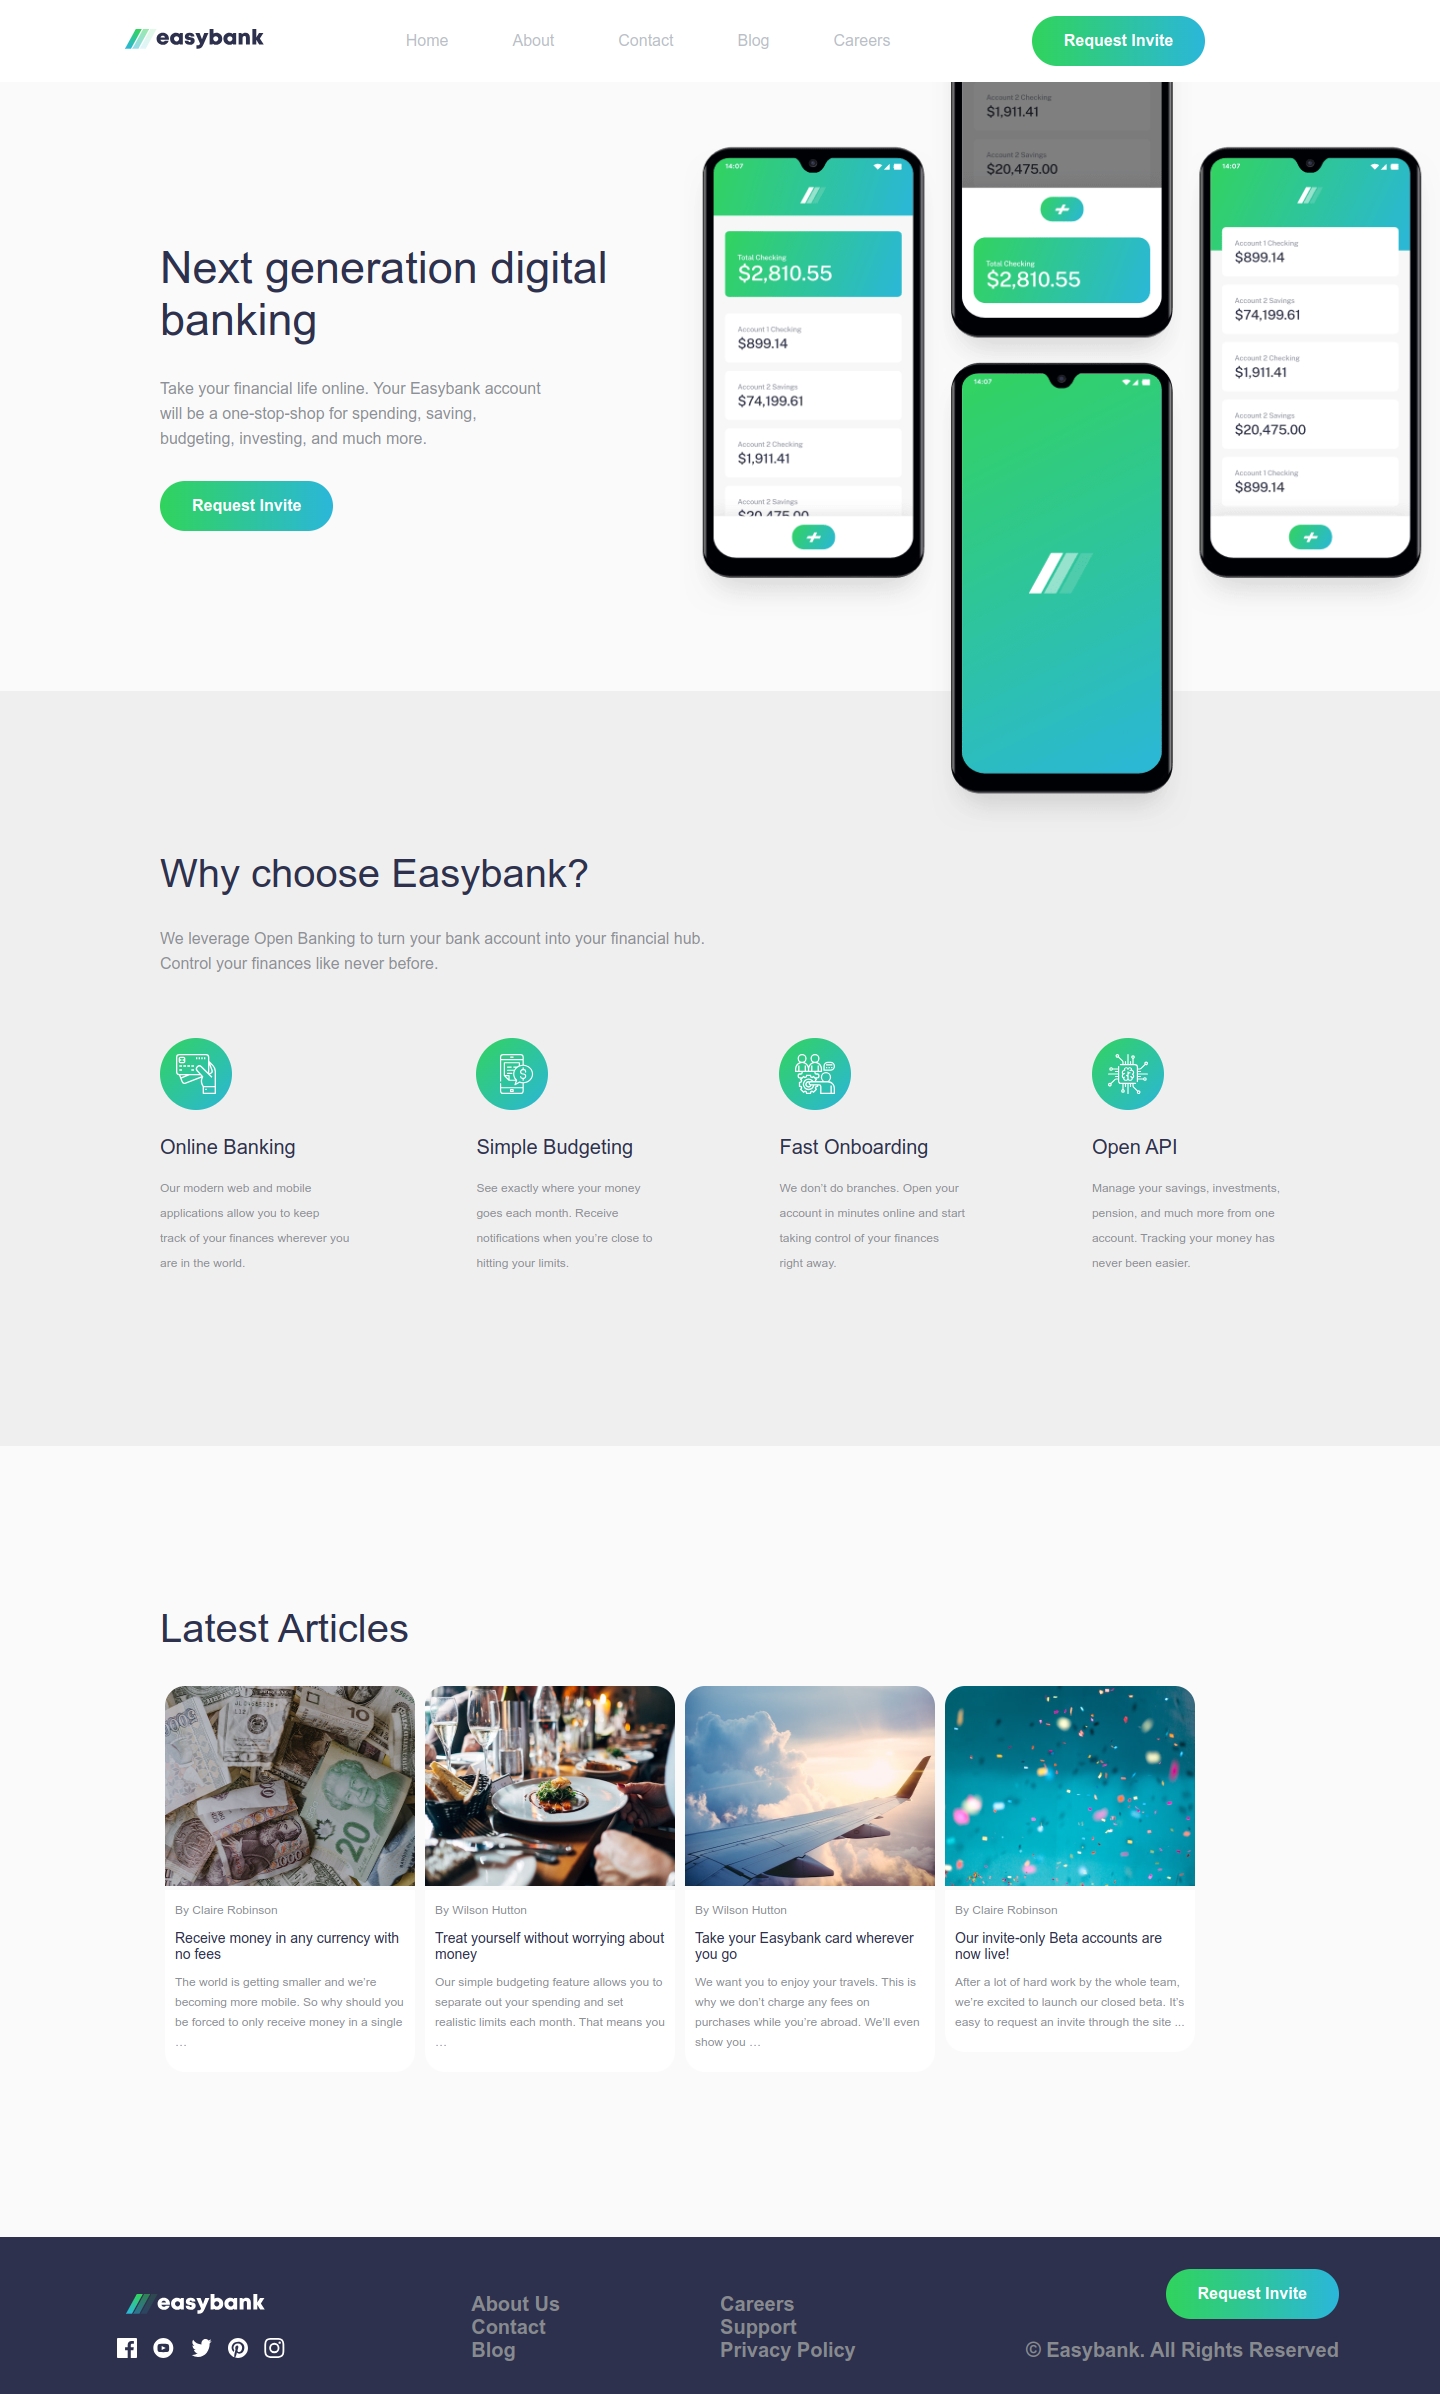 easybank
Home
About
Contact
Blog
Careers
Request Invite
Account 2 Checking
$1,911.41
Account 2 Savings
$20,475.00
Total Checking
$2,810.55
14:07
Total Checking
$2,810.55
Account 1 Checking
$899.14
Account 2 Savings
$74,199.61
Account 2 Checking
$1,911.41
Account 2 Savings
$20,475.00
14:07
Account 1 Checking
$899.14
Account 2 Savings
$74,199.61
Account 2 Checking
$1,911.41
Account 2 Savings
$20,475.00
Account 1 Checking
$899.14
14:07
Next generation digital
banking
Take your financial life online. Your Easybank account
will be a one-stop-shop for spending, saving,
budgeting, investing, and much more.
Request Invite
Why choose Easybank?
We leverage Open Banking to turn your bank account into your financial hub.
Control your finances like never before.
Online Banking
Our modern web and mobile
applications allow you to keep
track of your finances wherever you
are in the world.
Simple Budgeting
See exactly where your money
goes each month. Receive
notifications when you’re close to
hitting your limits.
Fast Onboarding
We don’t do branches. Open your
account in minutes online and start
taking control of your finances
right away.
Open API
Manage your savings, investments,
pension, and much more from one
account. Tracking your money has
never been easier.
Latest Articles
10
20
1000
By Claire Robinson
Receive money in any currency with
no fees
The world is getting smaller and we’re
becoming more mobile. So why should you
be forced to only receive money in a single
…
By Wilson Hutton
Treat yourself without worrying about
money
Our simple budgeting feature allows you to
separate out your spending and set
realistic limits each month. That means you
…
By Wilson Hutton
Take your Easybank card wherever
you go
We want you to enjoy your travels. This is
why we don’t charge any fees on
purchases while you’re abroad. We’ll even
show you …
By Claire Robinson
Our invite-only Beta accounts are
now live!
After a lot of hard work by the whole team,
we’re excited to launch our closed beta. It’s
easy to request an invite through the site ...
easybank
About Us
Contact
Blog
Careers
Support
Privacy Policy
Request Invite
© Easybank. All Rights Reserved